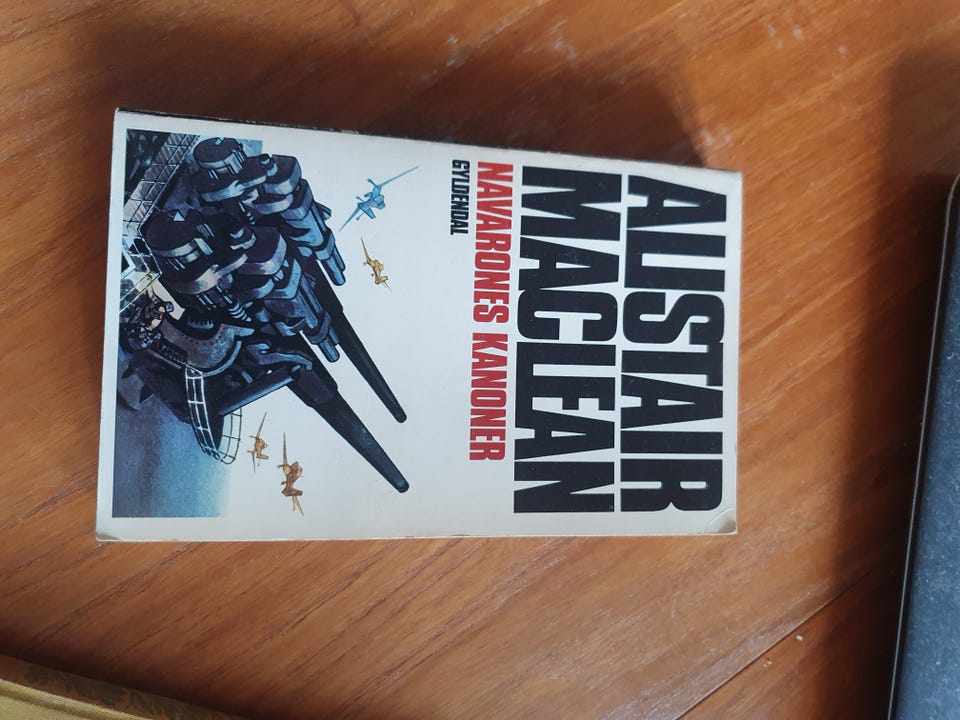 ALISTAIR
MACLEAN
NAVARONES KANONER
GYLDENDAL